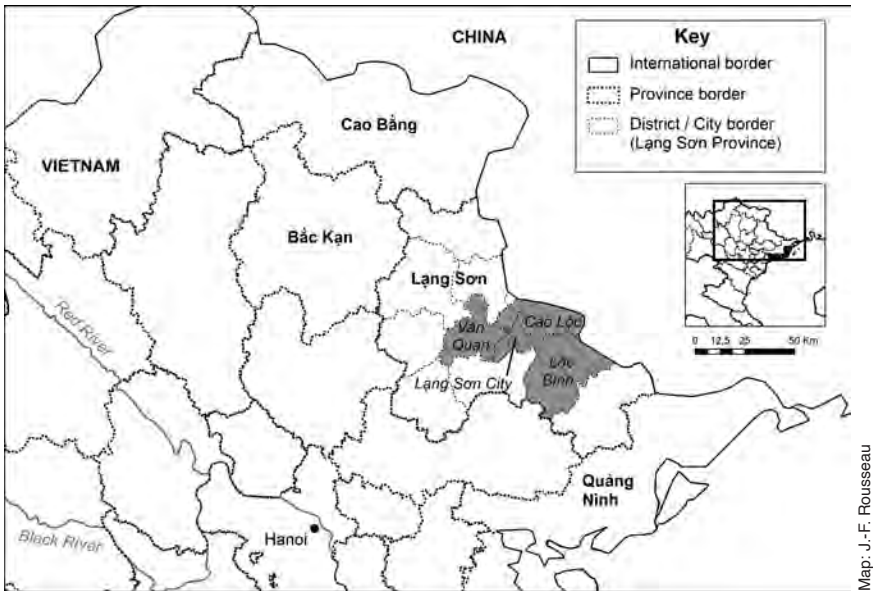 CHINA
Key
International border
Province border
District / City border
(Lạng Sơn Province)
Cao Bằng
VIETNAM
Bắc Kạn
Lạng Sơn
Red River
Văn
Quan
Cao Lộc
Lộc
Bình
Lạng Sơn City
0 12,5 25 50 Km
Quảng
Ninh
Hanoi
Black River
Map: J.-F. Rousseau